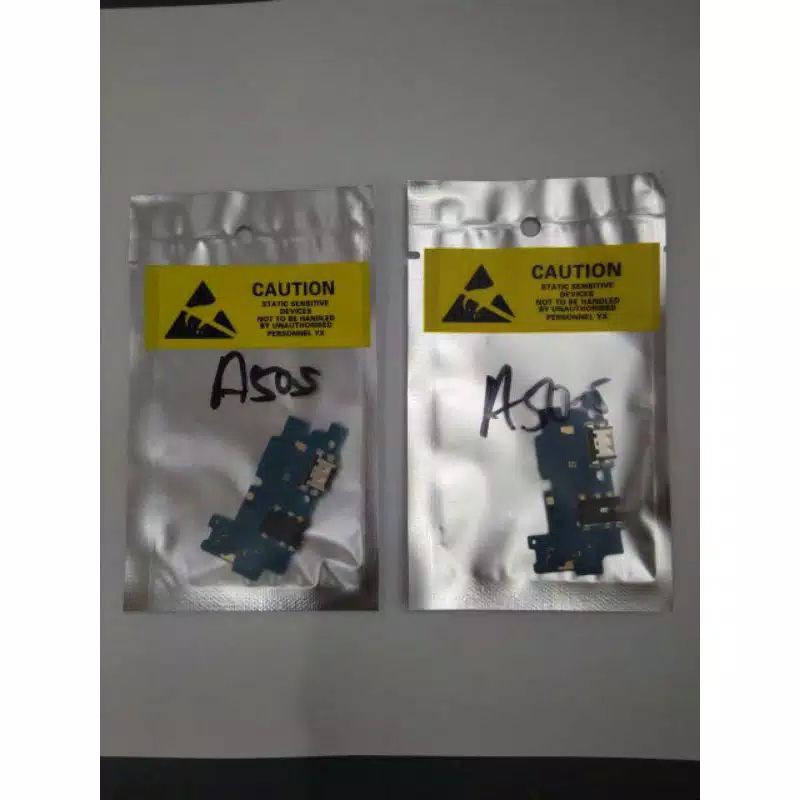 CAUTION
STATIC SENSITIVE
DEVICES
NOT TO BE HANDLED
BY UNAUTHORISED
PERSONNEL YX
A505
CAUTION
STATIC SENSITIVE
DEVICES
NOT TO BE HANDLED
BY UNAUTHORISED
PERSONNEL YX